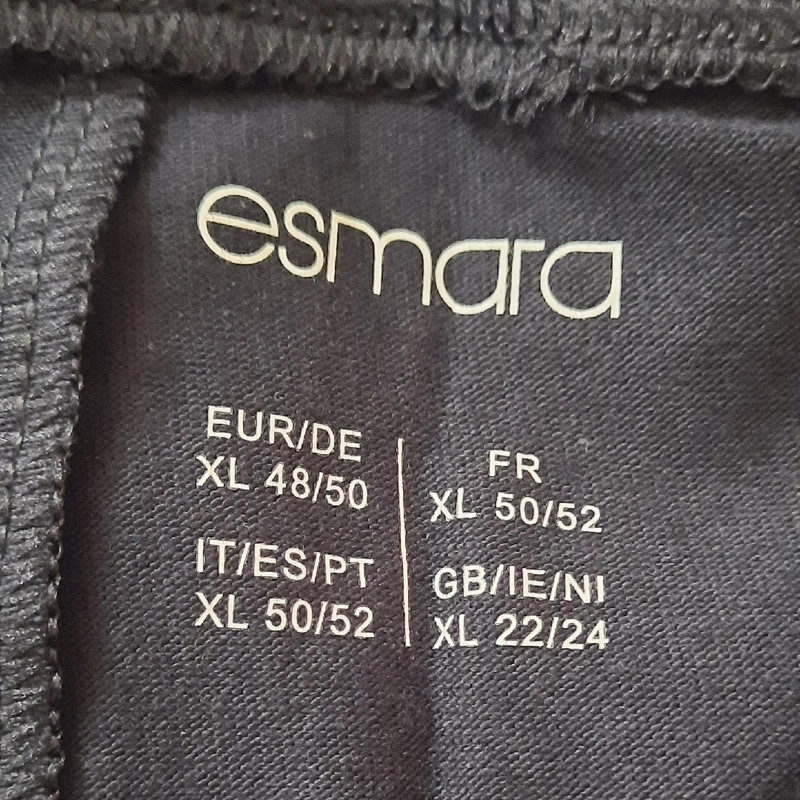 esmara
EUR/DE
XL 48/50
FR
XL 50/52
IT/ES/PT
XL 50/52
GB/IE/NI
XL 22/24